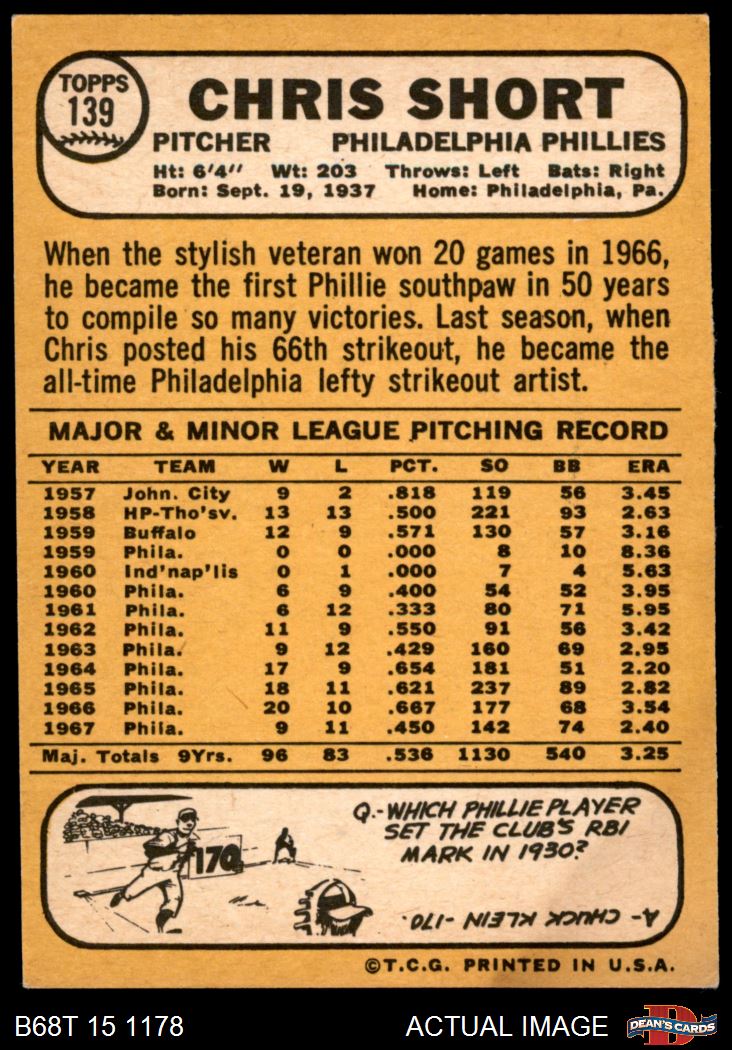 TOPPS
139
CHRIS SHORT
PITCHER PHILADELPHIA PHILLIES
Ht: 6'4" Wt: 203 Throws: Left Bats: Right
Born: Sept. 19, 1937 Home: Philadelphia, Pa.
When the stylish veteran won 20 games in 1966,
he became the first Phillie southpaw in 50 years
to compile so many victories. Last season, when
Chris posted his 66th strikeout, he became the
all-time Philadelphia lefty strikeout artist.
MAJOR & MINOR LEAGUE PITCHING RECORD
YEAR TEAM W L PCT. SO BB ERA
1957 John. City 9 2 .818 119 56 3.45
1958 HP-Tho'sv. 13 13 .500 221 93 2.63
1959 Buffalo 12 9 .571 130 57 3.16
1959 Phila. 0 0 .000 8 10 8.36
1960 Ind'nap'lis 0 1 .000 7 4 5.63
1960 Phila. 6 9 .400 54 52 3.95
1961 Phila. 6 12 .333 80 71 5.95
1962 Phila. 11 9 .550 91 56 3.42
1963 Phila. 9 12 .429 160 69 2.95
1964 Phila. 17 9 .654 181 51 2.20
1965 Phila. 18 11 .621 237 89 2.82
1966 Phila. 20 10 .667 177 68 3.54
1967 Phila. 9 11 .450 142 74 2.40
Maj. Totals 9Yrs. 96 83 .536 1130 540 3.25
170
Q.-WHICH PHILLIE PLAYER
SET THE CLUB'S RBI
MARK IN 1930?
A- CHUCK KLEIN -170.
©T.C.G. PRINTED IN U.S.A.
B68T 15 1178 ACTUAL IMAGE
D
DEAN'S CARDS